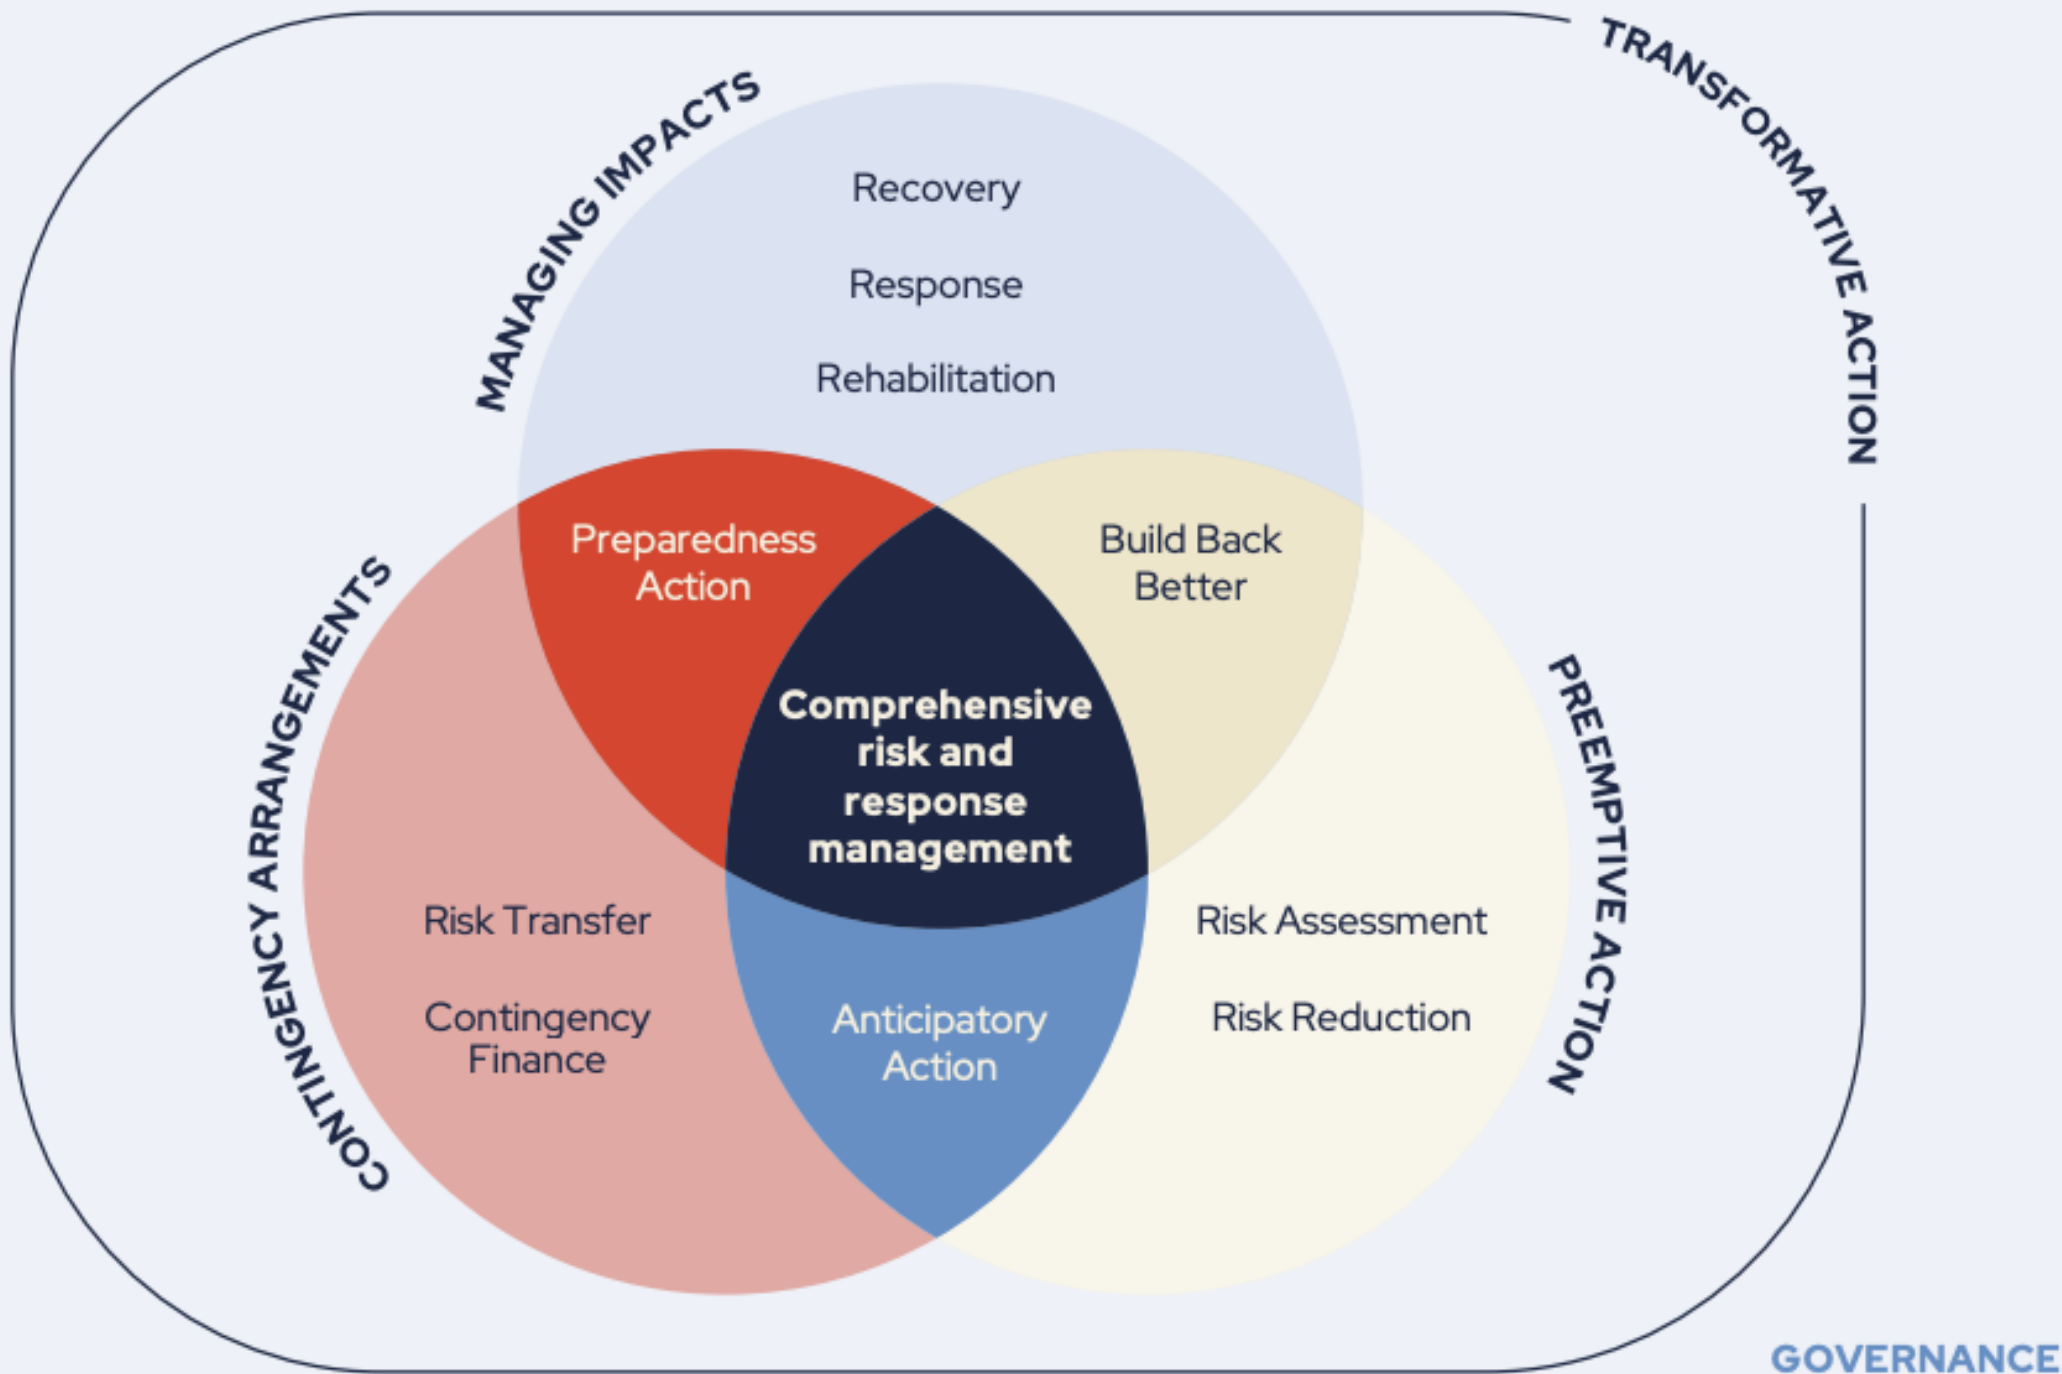 TRANSFORMATIVE ACTION
MANAGING IMPACTS
Recovery
Response
Rehabilitation
CONTINGENCY ARRANGEMENTS
Preparedness
Action
Build Back
Better
PREEMPTIVE ACTION
Comprehensive
risk and
response
management
Risk Transfer
Contingency
Finance
Anticipatory
Action
Risk Assessment
Risk Reduction
GOVERNANCE